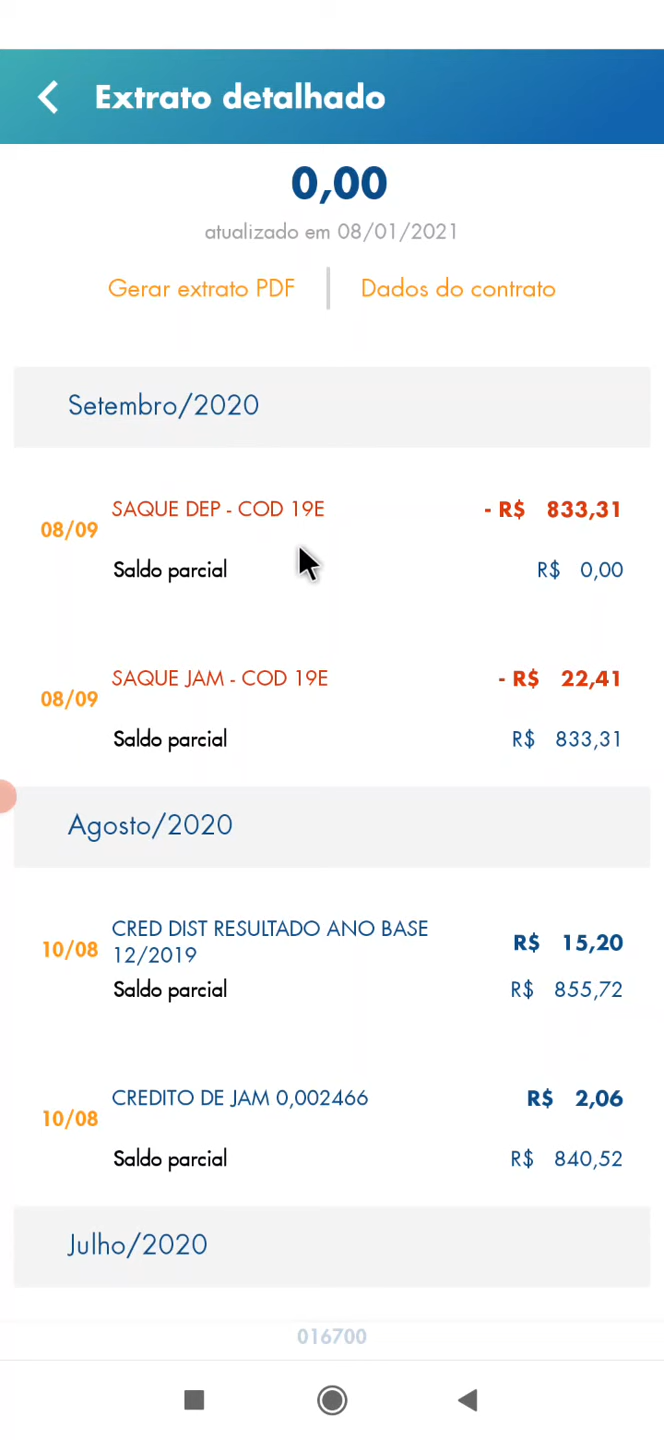 Extrato detalhado
0,00
atualizado em 08/01/2021
Gerar extrato PDF | Dados do contrato
Setembro/2020
08/09 SAQUE DEP - COD 19E - R$ 833,31
Saldo parcial R$ 0,00
08/09 SAQUE JAM - COD 19E - R$ 22,41
Saldo parcial R$ 833,31
Agosto/2020
10/08 CRED DIST RESULTADO ANO BASE R$ 15,20
12/2019
Saldo parcial R$ 855,72
10/08 CREDITO DE JAM 0,002466 R$ 2,06
Saldo parcial R$ 840,52
Julho/2020
016700